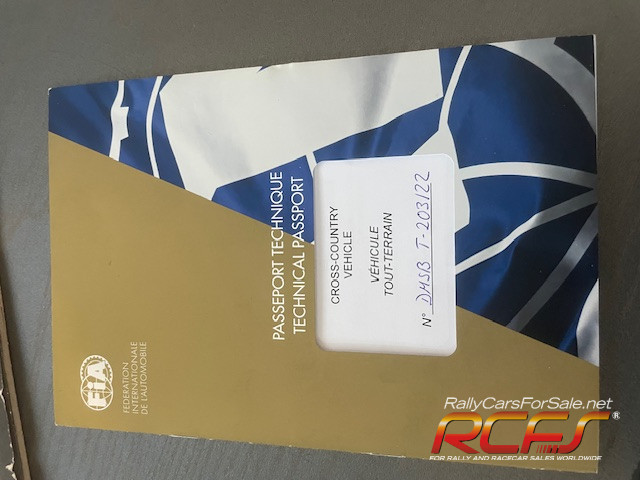 FiA
FEDERATION
INTERNATIONALE
DE L'AUTOMOBILE
PASSEPORT TECHNIQUE
TECHNICAL PASSPORT
CROSS-COUNTRY
VEHICLE
VÉHICULE
TOUT-TERRAIN
N° DMSB T-203/22
RallyCarsForSale.net
RCFS
FOR RALLY AND RACECAR SALES WORLDWIDE